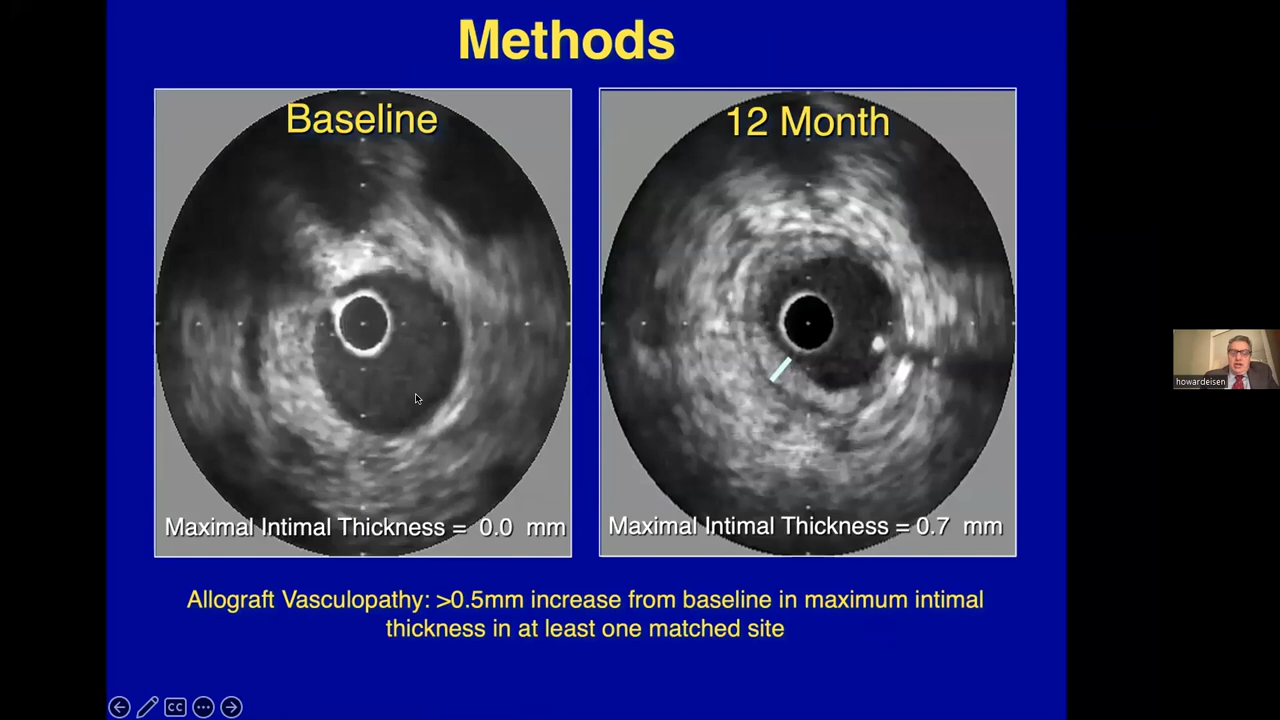 Methods
Baseline
12 Month
Maximal Intimal Thickness = 0.0 mm
Maximal Intimal Thickness = 0.7 mm
Allograft Vasculopathy: >0.5mm increase from baseline in maximum intimal
thickness in at least one matched site
CC
howardeisen